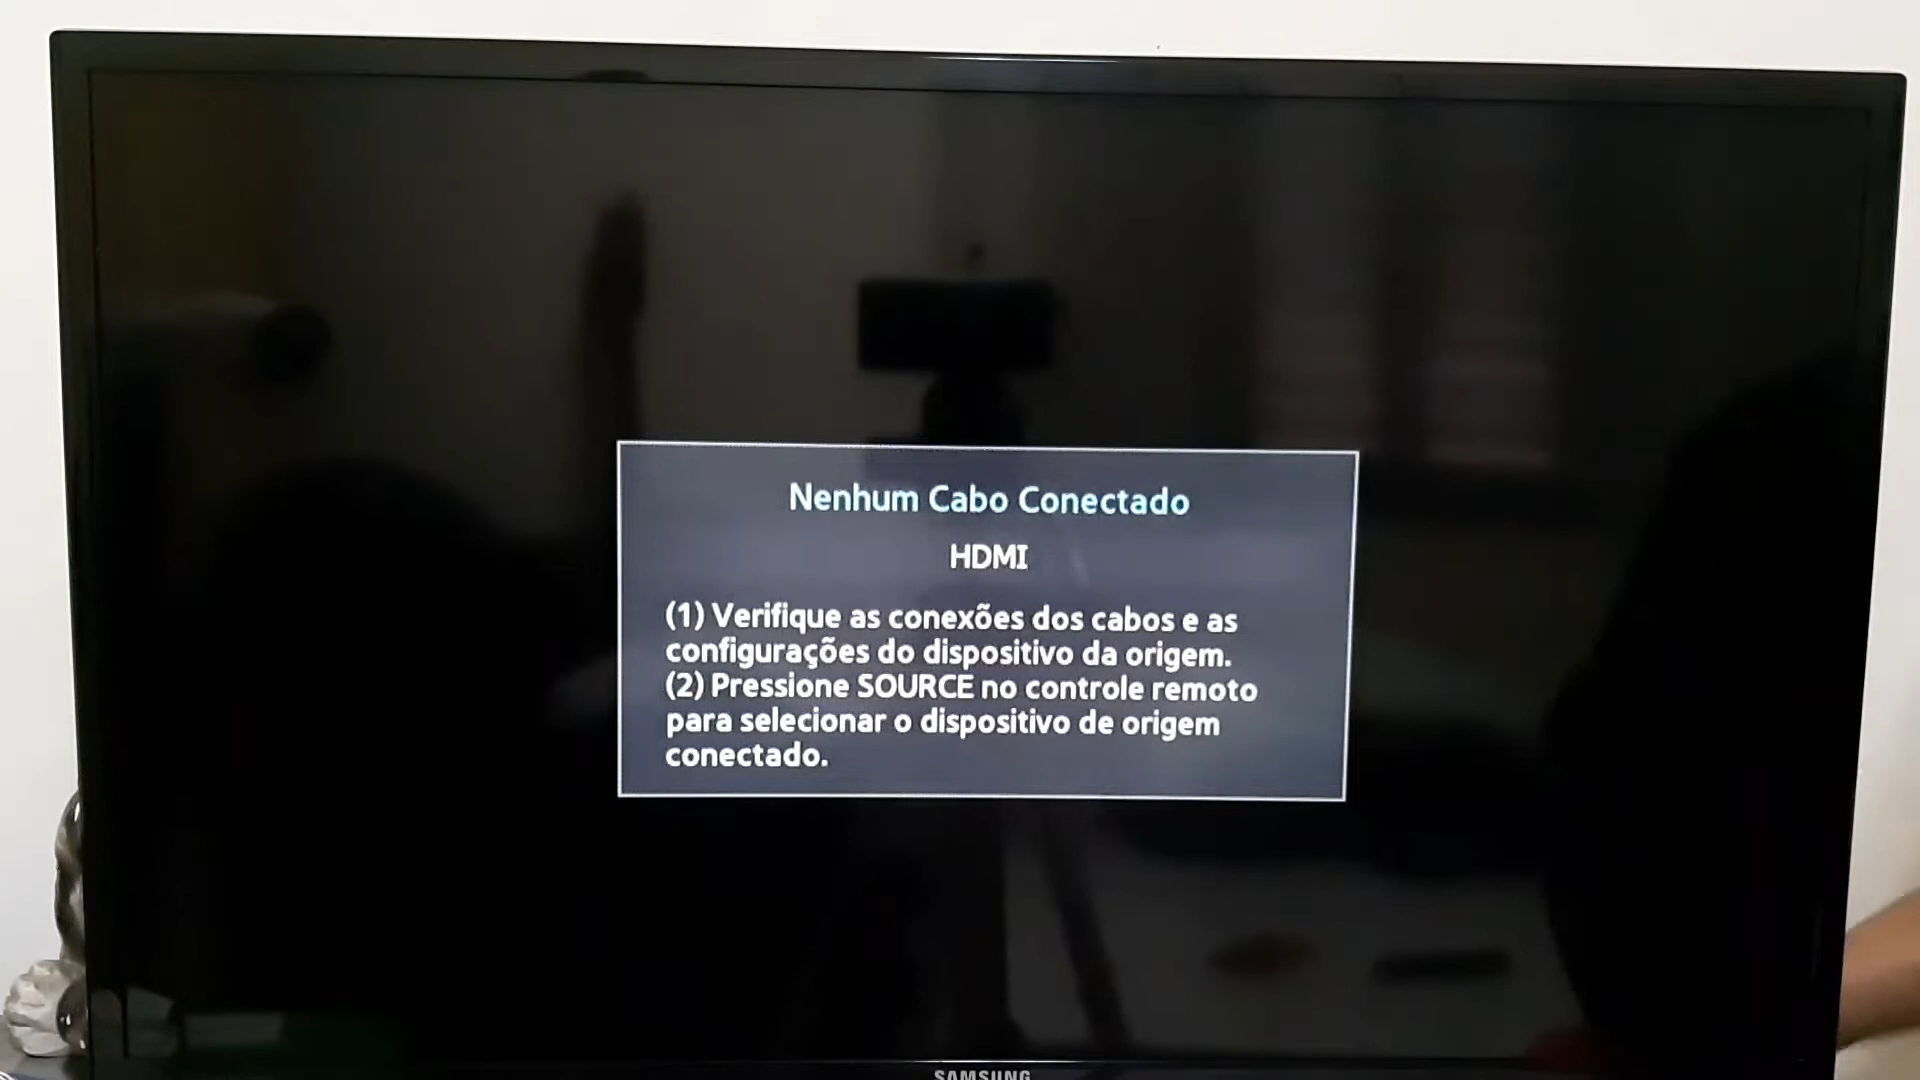 Nenhum Cabo Conectado
HDMI
(1) Verifique as conexões dos cabos e as
configurações do dispositivo da origem.
(2) Pressione SOURCE no controle remoto
para selecionar o dispositivo de origem
conectado.
SAMSUNG